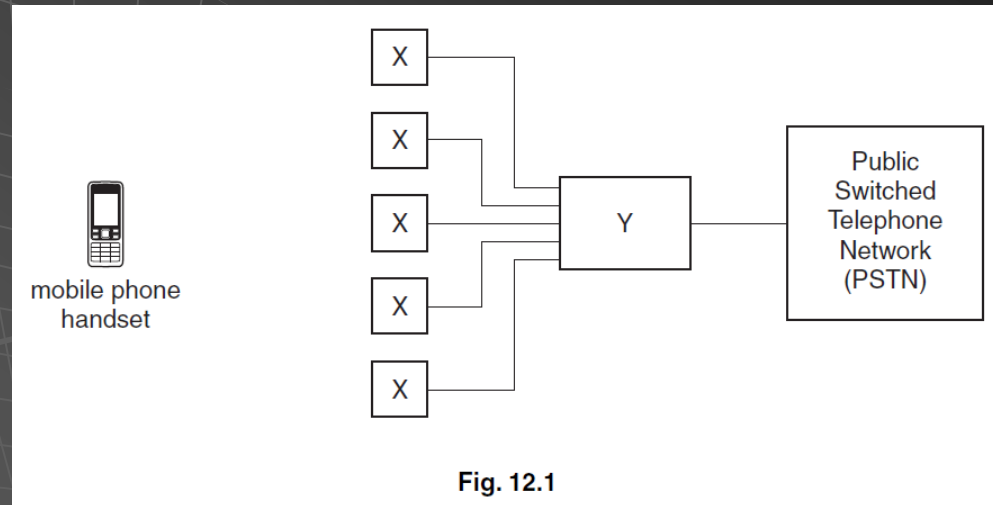 X
X
X
X
X
Y
mobile phone
handset
Public
Switched
Telephone
Network
(PSTN)
Fig. 12.1